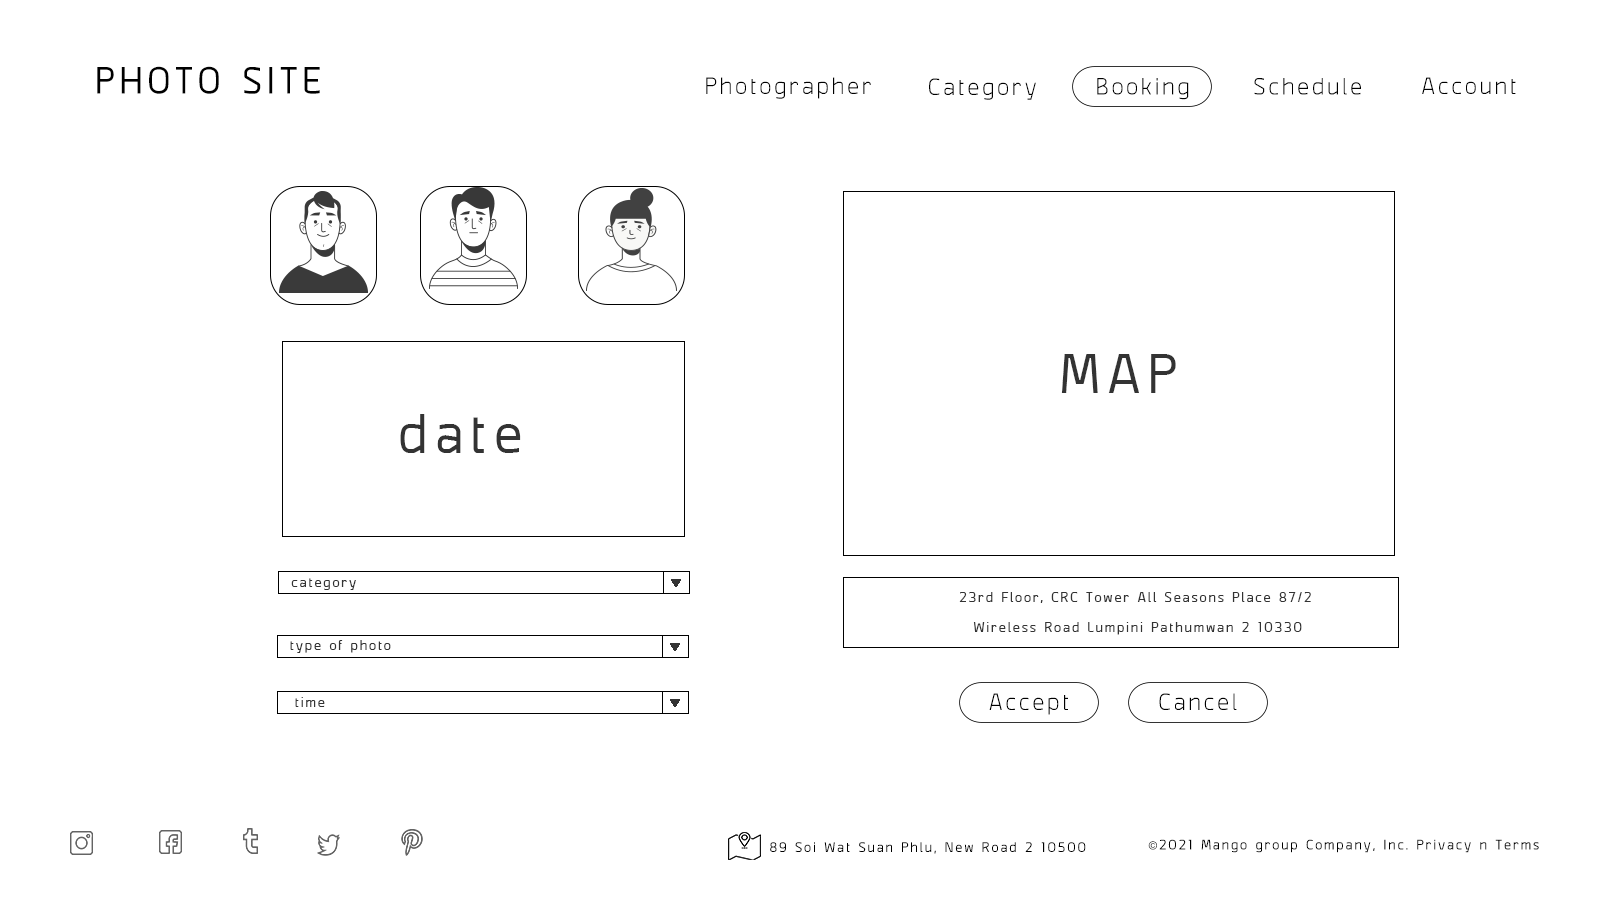 PHOTO SITE
Photographer
Category
Booking
Schedule
Account
date
category
type of photo
time
MAP
23rd Floor, CRC Tower All Seasons Place 87/2
Wireless Road Lumpini Pathumwan 2 10330
Accept
Cancel
89 Soi Wat Suan Phlu, New Road 2 10500
©2021 Mango group Company, Inc. Privacy n Terms